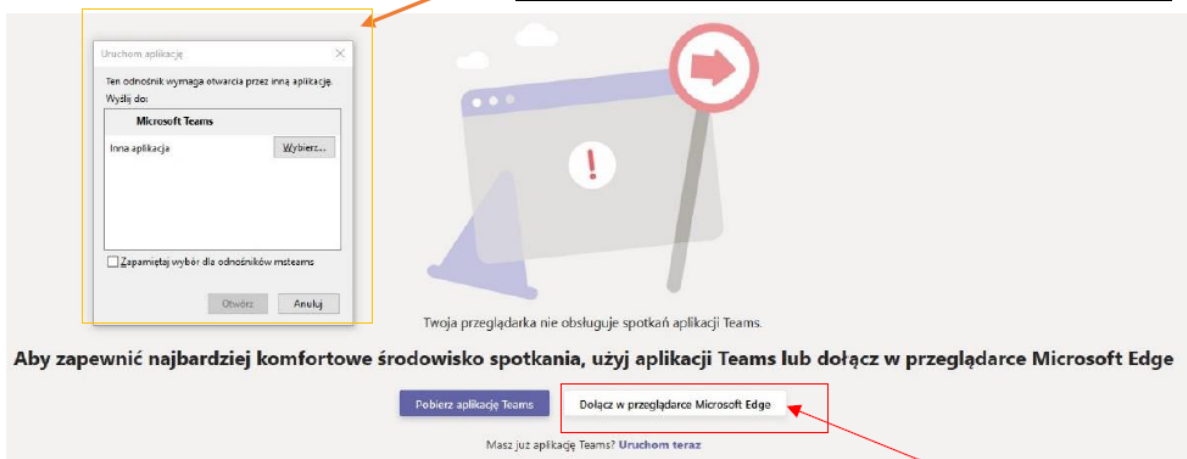 Uruchom aplikację
Ten odnośnik wymaga otwarcia przez inną aplikację.
Wyślij do:
Microsoft Teams
Inna aplikacja
Wybierz...
Zapamiętaj wybór dla odnośników msteams
Otwórz
Anuluj
!
Twoja przeglądarka nie obsługuje spotkań aplikacji Teams.
Aby zapewnić najbardziej komfortowe środowisko spotkania, użyj aplikacji Teams lub dołącz w przeglądarce Microsoft Edge
Pobierz aplikację Teams
Dołącz w przeglądarce Microsoft Edge
Masz już aplikację Teams? Uruchom teraz